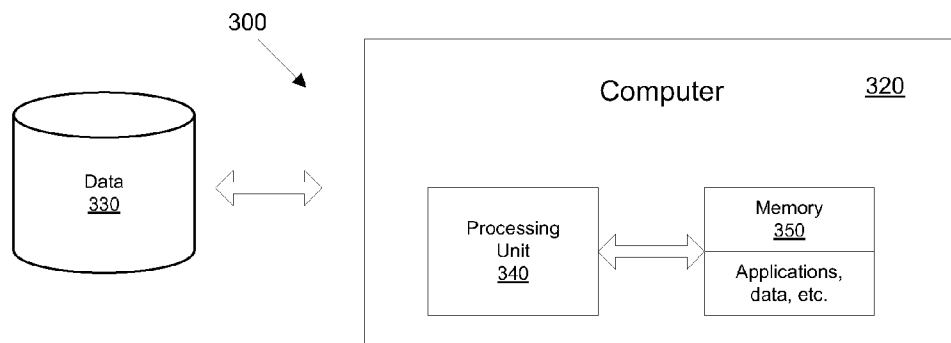 300
Computer
320
Data
330
Processing
Unit
340
Memory
350
Applications,
data, etc.